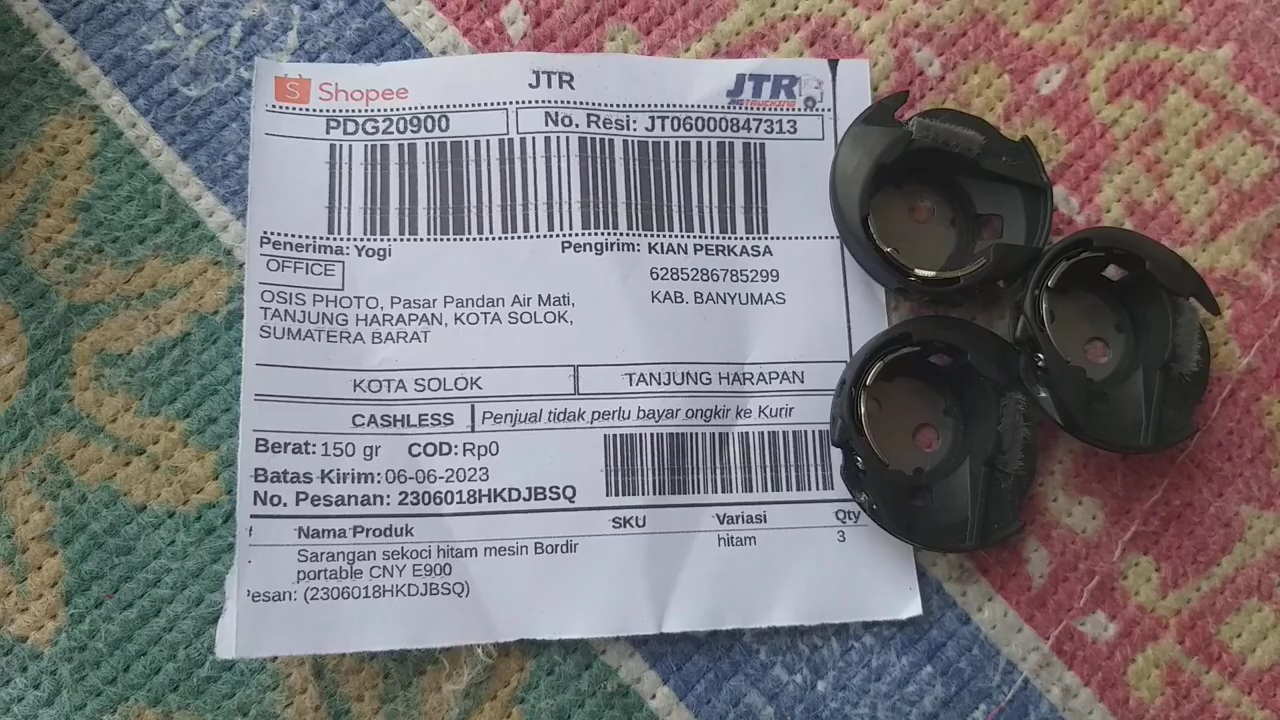 Shopee
JTR
JTR
JNE TRUCKING
PDG20900
No. Resi: JT06000847313
Penerima: Yogi
Pengirim: KIAN PERKASA
OFFICE
6285286785299
KAB. BANYUMAS
OSIS PHOTO, Pasar Pandan Air Mati,
TANJUNG HARAPAN, KOTA SOLOK,
SUMATERA BARAT
KOTA SOLOK
TANJUNG HARAPAN
CASHLESS
Penjual tidak perlu bayar ongkir ke Kurir
Berat: 150 gr COD: Rp0
Batas Kirim: 06-06-2023
No. Pesanan: 2306018HKDJBSQ
Nama Produk SKU Variasi Qty
Sarangan sekoci hitam mesin Bordir hitam 3
portable CNY E900
esan: (2306018HKDJBSQ)